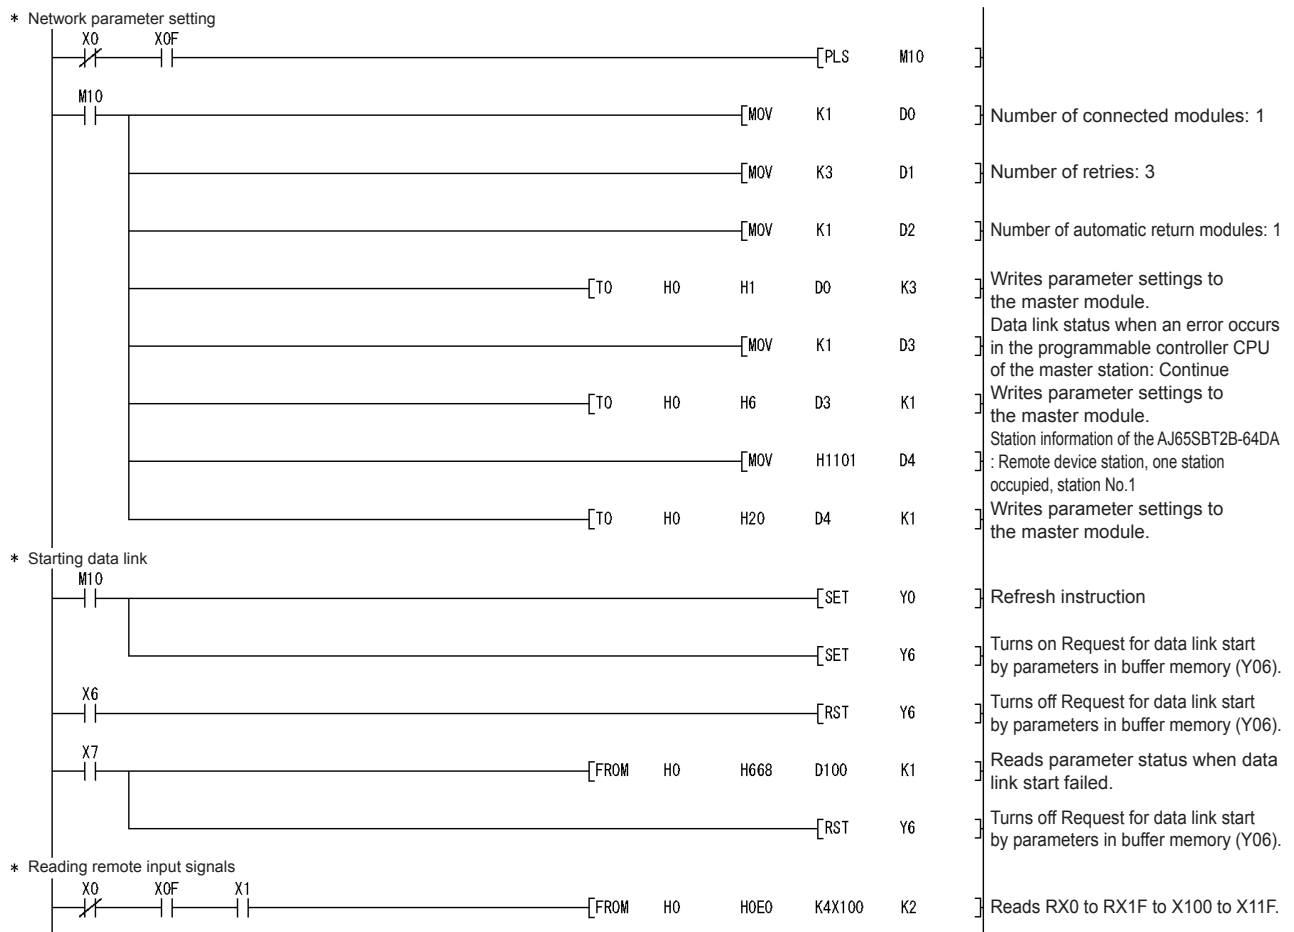 * Network parameter setting
X0 X0F
[PLS M10 ]
M10
[MOV K1 D0 ] Number of connected modules: 1
[MOV K3 D1 ] Number of retries: 3
[MOV K1 D2 ] Number of automatic return modules: 1
[TO H0 H1 D0 K3 ] Writes parameter settings to
the master module.
Data link status when an error occurs
[MOV K1 D3 ] in the programmable controller CPU
of the master station: Continue
[TO H0 H6 D3 K1 ] Writes parameter settings to
the master module.
Station information of the AJ65SBT2B-64DA
[MOV H1101 D4 ] : Remote device station, one station
occupied, station No.1
[TO H0 H20 D4 K1 ] Writes parameter settings to
the master module.
* Starting data link
M10
[SET Y0 ] Refresh instruction
[SET Y6 ] Turns on Request for data link start
by parameters in buffer memory (Y06).
X6
[RST Y6 ] Turns off Request for data link start
by parameters in buffer memory (Y06).
X7
[FROM H0 H668 D100 K1 ] Reads parameter status when data
link start failed.
[RST Y6 ] Turns off Request for data link start
by parameters in buffer memory (Y06).
* Reading remote input signals
X0 X0F X1
[FROM H0 H0E0 K4X100 K2 ] Reads RX0 to RX1F to X100 to X11F.